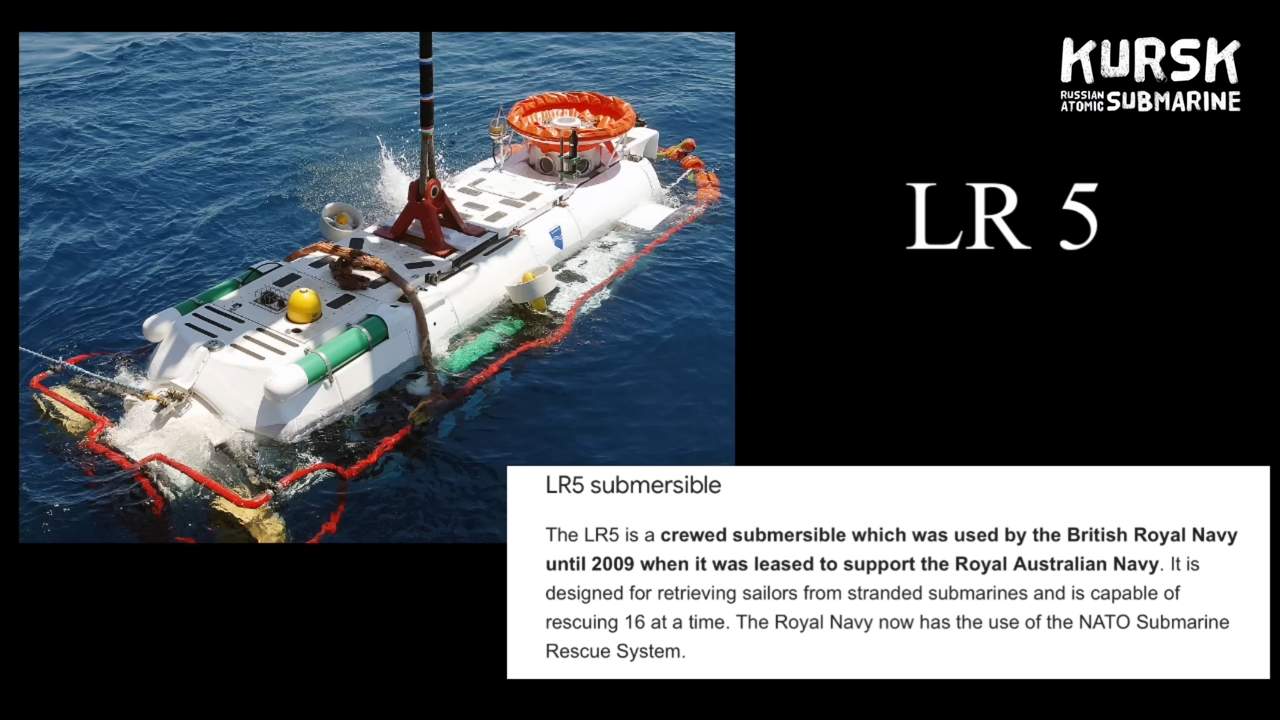 KURSK
RUSSIAN ATOMIC SUBMARINE
LR 5
LR5 submersible
The LR5 is a crewed submersible which was used by the British Royal Navy
until 2009 when it was leased to support the Royal Australian Navy. It is
designed for retrieving sailors from stranded submarines and is capable of
rescuing 16 at a time. The Royal Navy now has the use of the NATO Submarine
Rescue System.